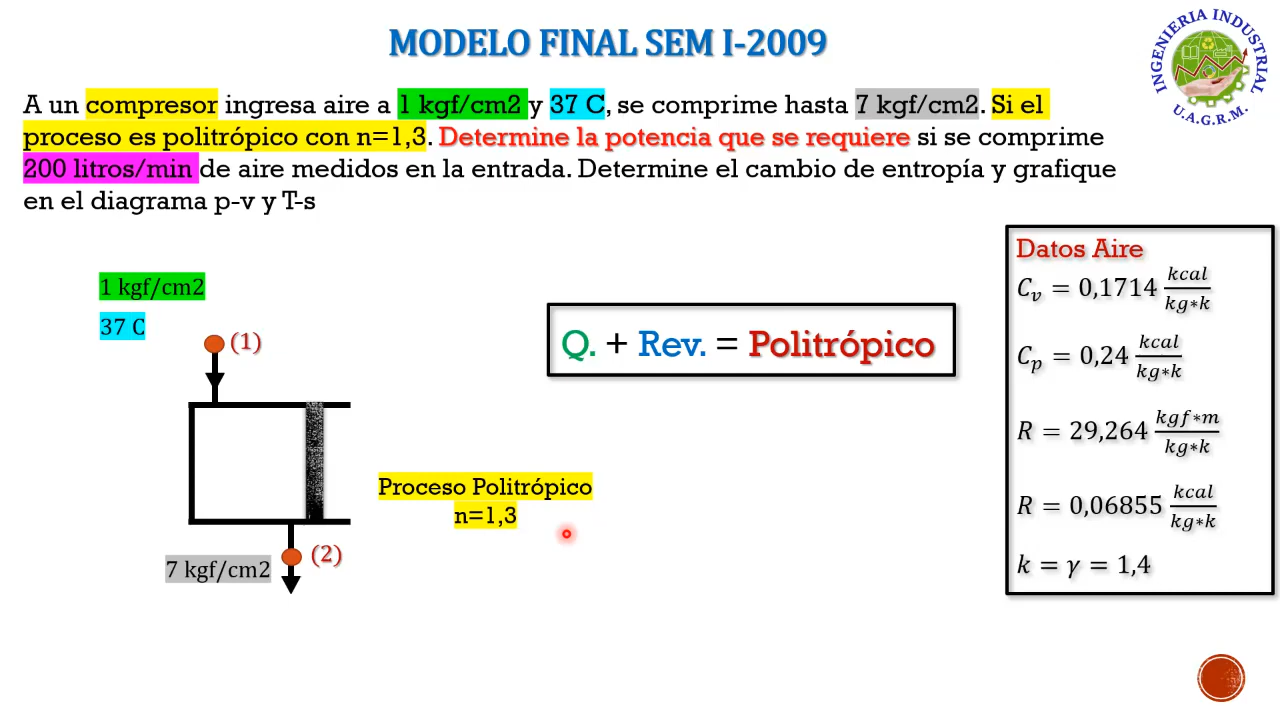 MODELO FINAL SEM I-2009
INGENIERIA INDUSTRIAL
U.A.G.R.M.
A un compresor ingresa aire a 1 kgf/cm2 y 37 C, se comprime hasta 7 kgf/cm2. Si el
proceso es politrópico con n=1,3. Determine la potencia que se requiere si se comprime
200 litros/min de aire medidos en la entrada. Determine el cambio de entropía y grafique
en el diagrama p-v y T-s
1 kgf/cm2
37 C
(1)
Q. + Rev. = Politrópico
Proceso Politrópico
n=1,3
7 kgf/cm2
(2)
Datos Aire
C_v = 0,1714 kcal/kg∗k
C_p = 0,24 kcal/kg∗k
R = 29,264 kgf∗m/kg∗k
R = 0,06855 kcal/kg∗k
k = γ = 1,4